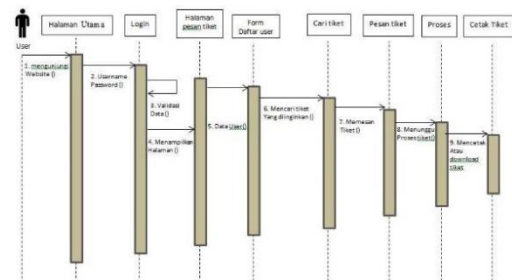 Halaman Utama
Login
Halaman
pesan tiket
Form
Daftar user
Cari tiket
Pesan tiket
Proses
Cetak Tiket
User
1. mengunjungi
Website ()
2. Username
Password ()
3. Validasi
Data ()
4. Menampilkan
Halaman ()
5. Data User()
6. Mencari tiket
Yang diinginkan()
7. Memesan
Tiket ()
8. Menunggu
Proses tiket()
9. Mencetak
Atau
download
tiket